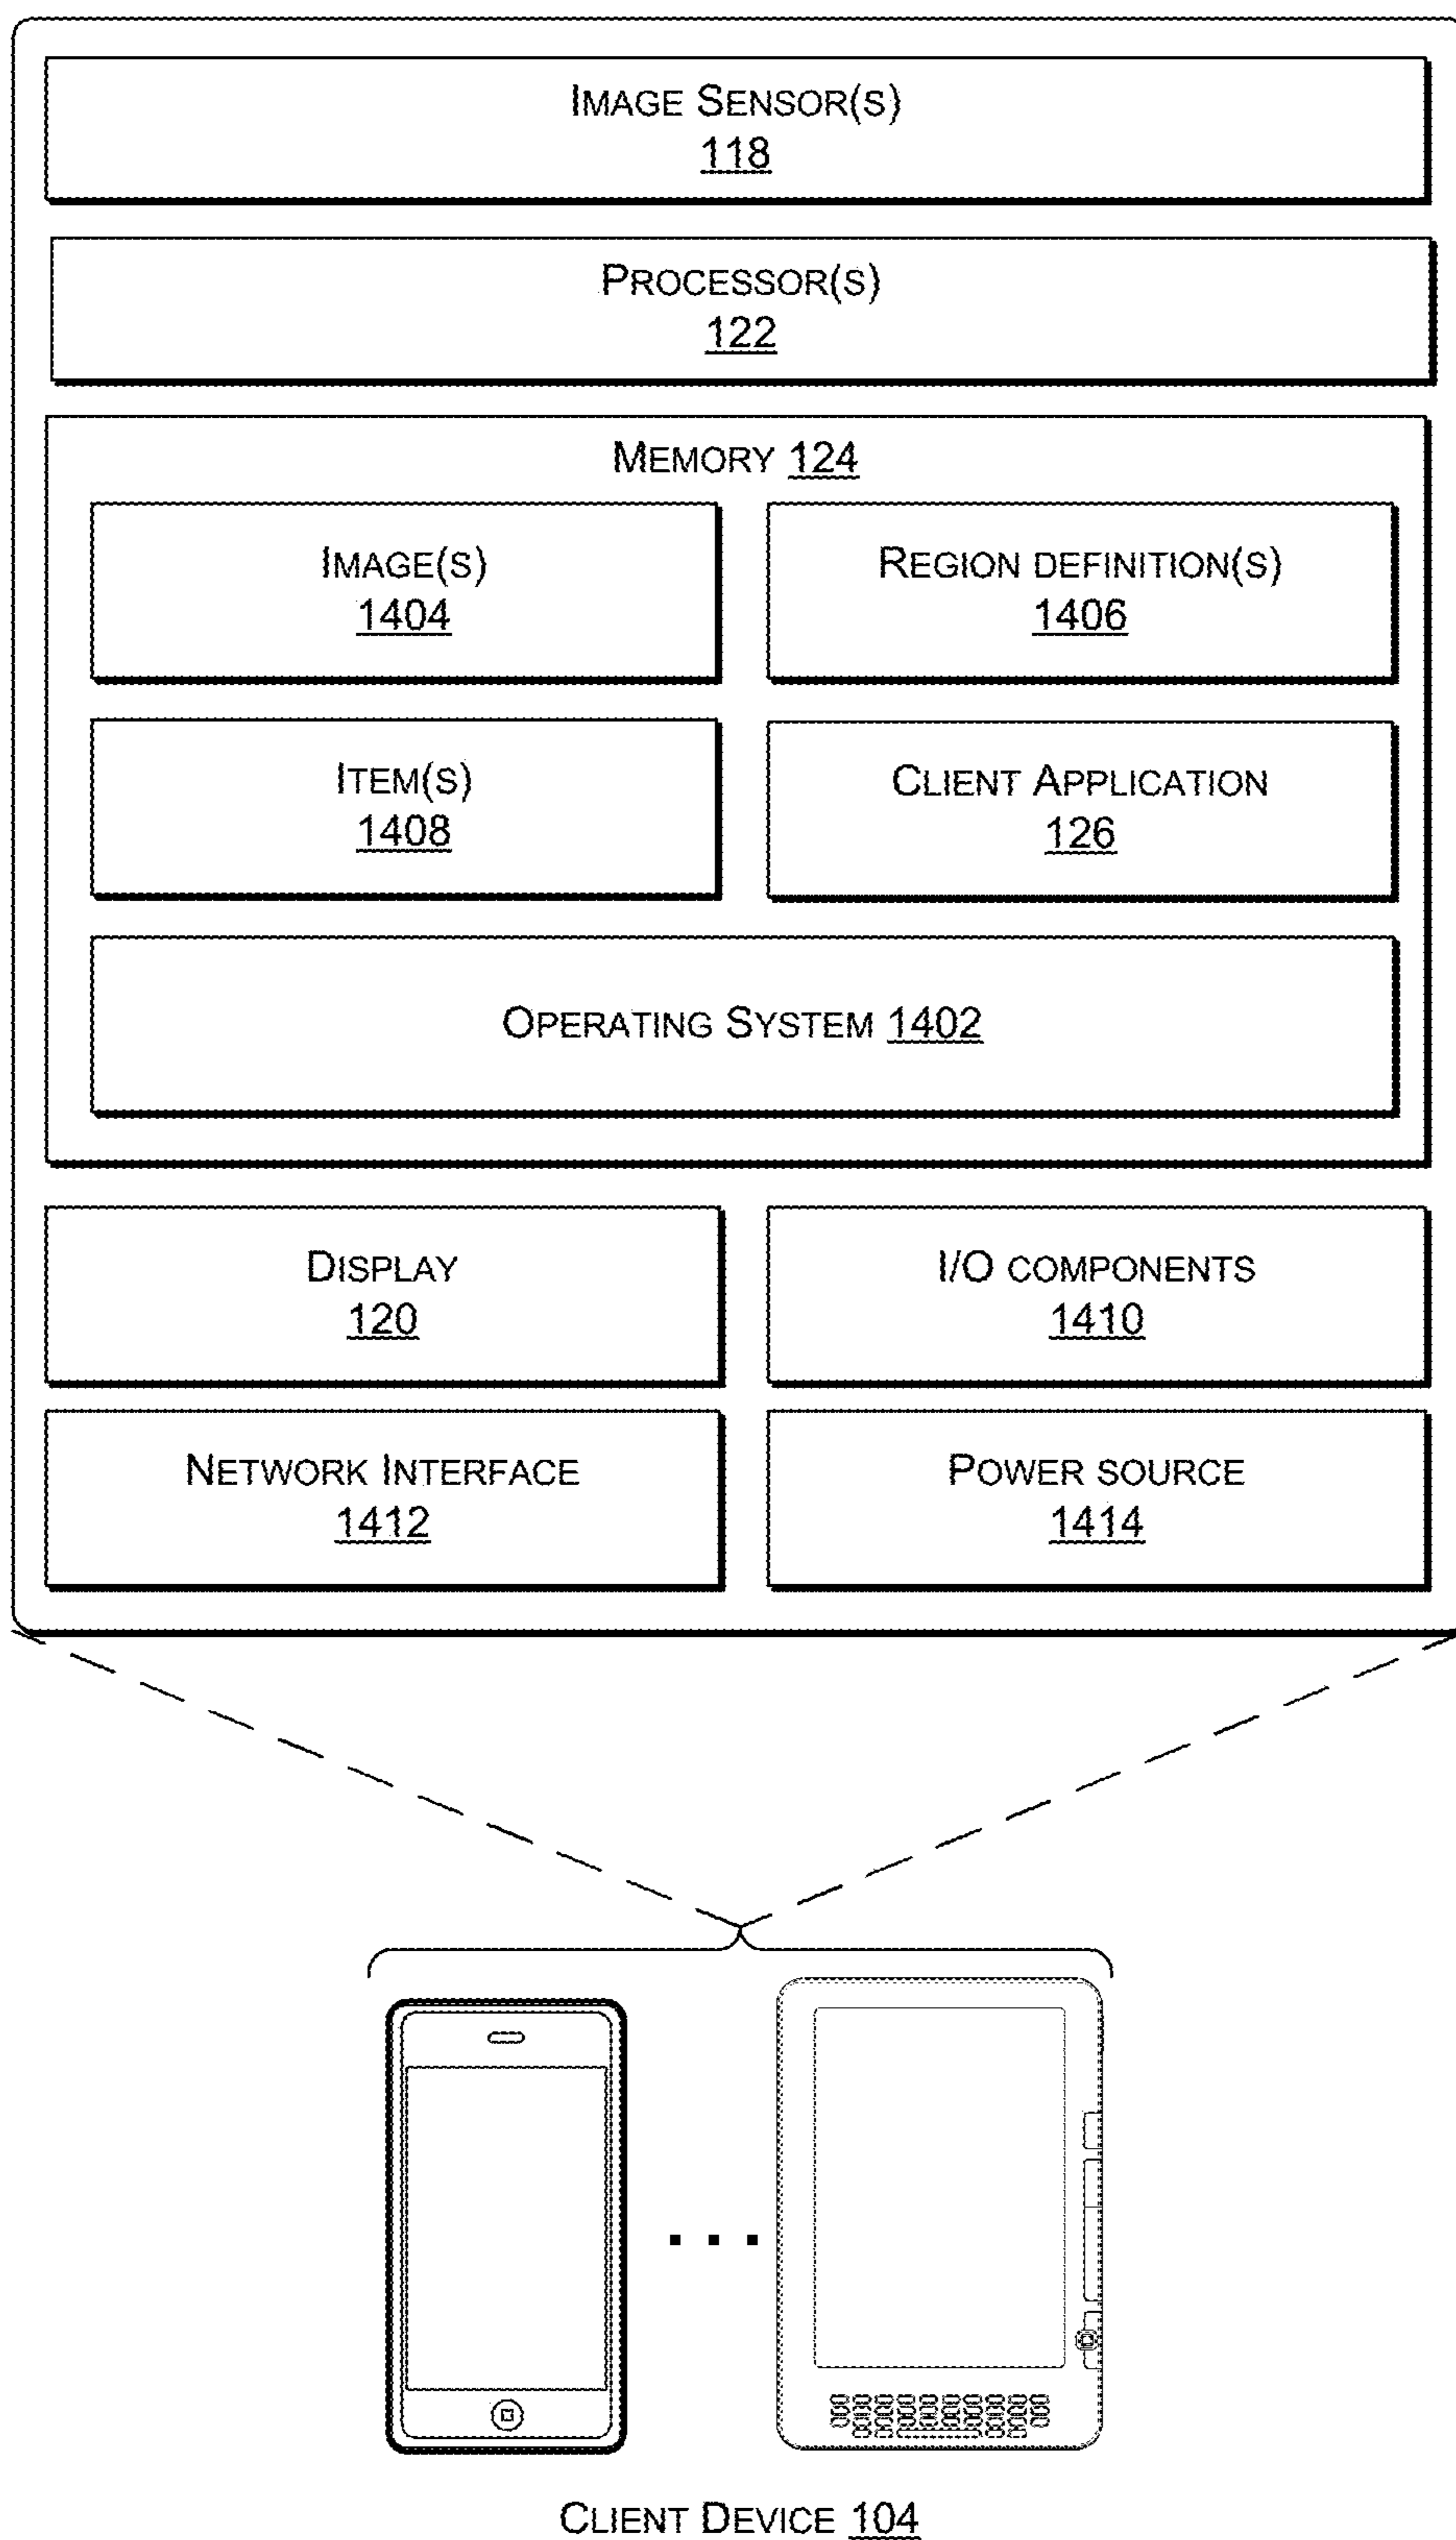 IMAGE SENSOR(S)
118
PROCESSOR(S)
122
MEMORY 124
IMAGE(S)
1404
REGION DEFINITION(S)
1406
ITEM(S)
1408
CLIENT APPLICATION
126
OPERATING SYSTEM 1402
DISPLAY
120
I/O COMPONENTS
1410
NETWORK INTERFACE
1412
POWER SOURCE
1414
CLIENT DEVICE 104